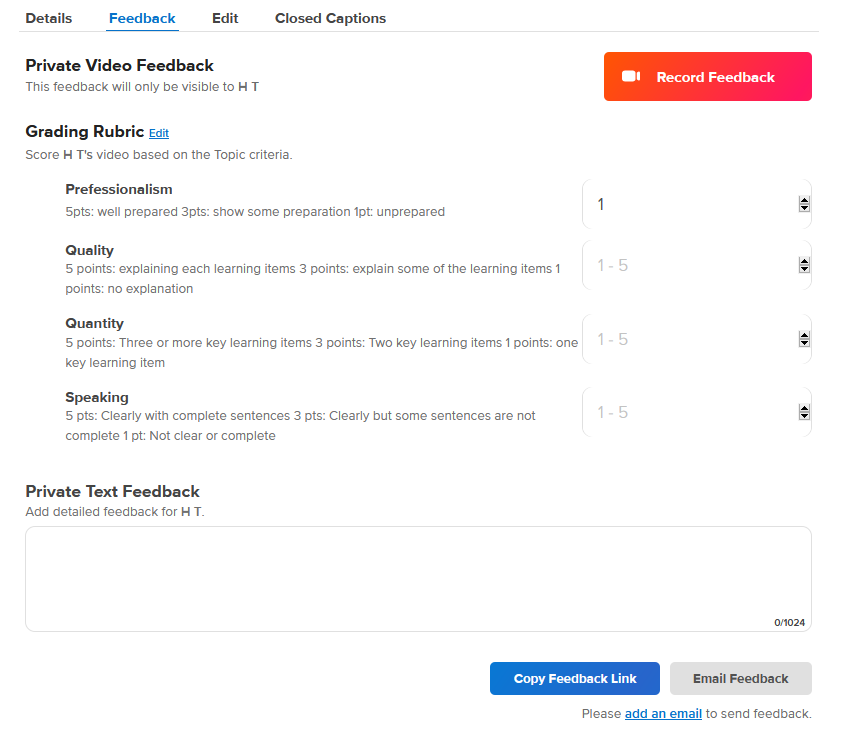 Details Feedback Edit Closed Captions
Private Video Feedback
This feedback will only be visible to H T
Record Feedback
Grading Rubric Edit
Score H T's video based on the Topic criteria.
Prefessionalism
5pts: well prepared 3pts: show some preparation 1pt: unprepared
1
Quality
5 points: explaining each learning items 3 points: explain some of the learning items 1
points: no explanation
1 - 5
Quantity
5 points: Three or more key learning items 3 points: Two key learning items 1 points: one
key learning item
1 - 5
Speaking
5 pts: Clearly with complete sentences 3 pts: Clearly but some sentences are not
complete 1 pt: Not clear or complete
1 - 5
Private Text Feedback
Add detailed feedback for H T.
0/1024
Copy Feedback Link Email Feedback
Please add an email to send feedback.